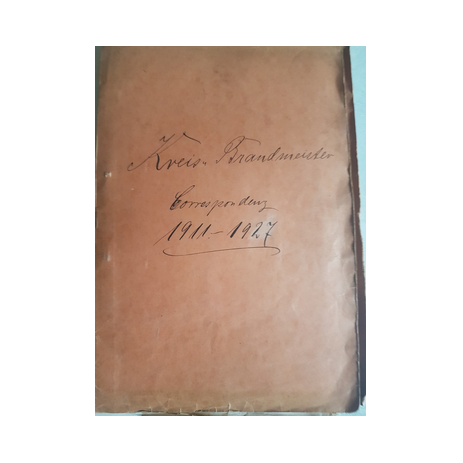 Kreis-Brandmeister
Correspondenz
1911-1927